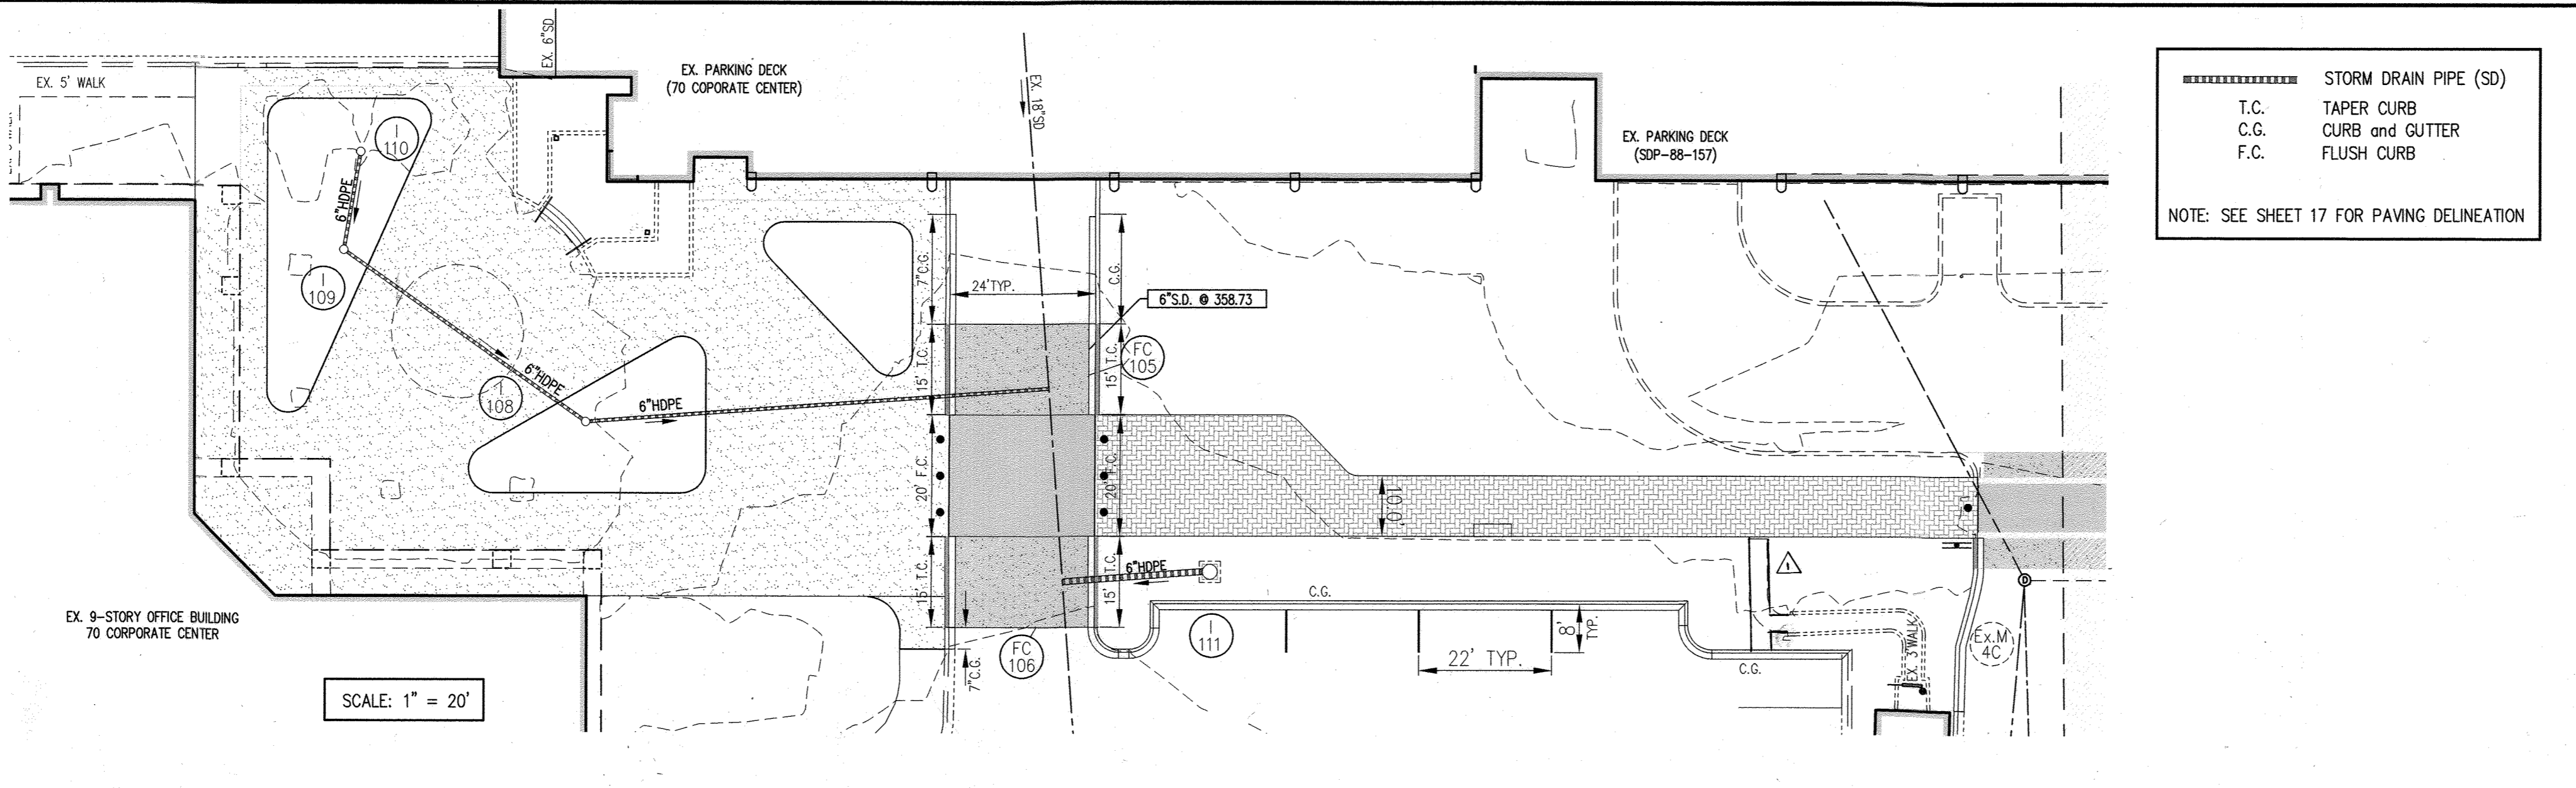 EX. 6"SD
EX. 5' WALK
EX. PARKING DECK
(70 COPORATE CENTER)
EX. 18"SD
EX. PARKING DECK
(SDP-88-157)
STORM DRAIN PIPE (SD)
T.C. TAPER CURB
C.G. CURB and GUTTER
F.C. FLUSH CURB
NOTE: SEE SHEET 17 FOR PAVING DELINEATION
I
110
6"HDPE
I
109
7"C.G.
C.G.
24'TYP.
6"S.D. @ 358.73
15' T.C.
15' T.C.
FC
105
6"HDPE
I
108
6"HDPE
20' F.C.
20' F.C.
10.0'
15' T.C.
15' T.C.
6"HDPE
1
C.G.
8'
TYP.
22' TYP.
I
111
FC
106
7"C.G.
C.G.
EX. 3'WALK
Ex.M
4C
D
EX. 9-STORY OFFICE BUILDING
70 CORPORATE CENTER
SCALE: 1" = 20'